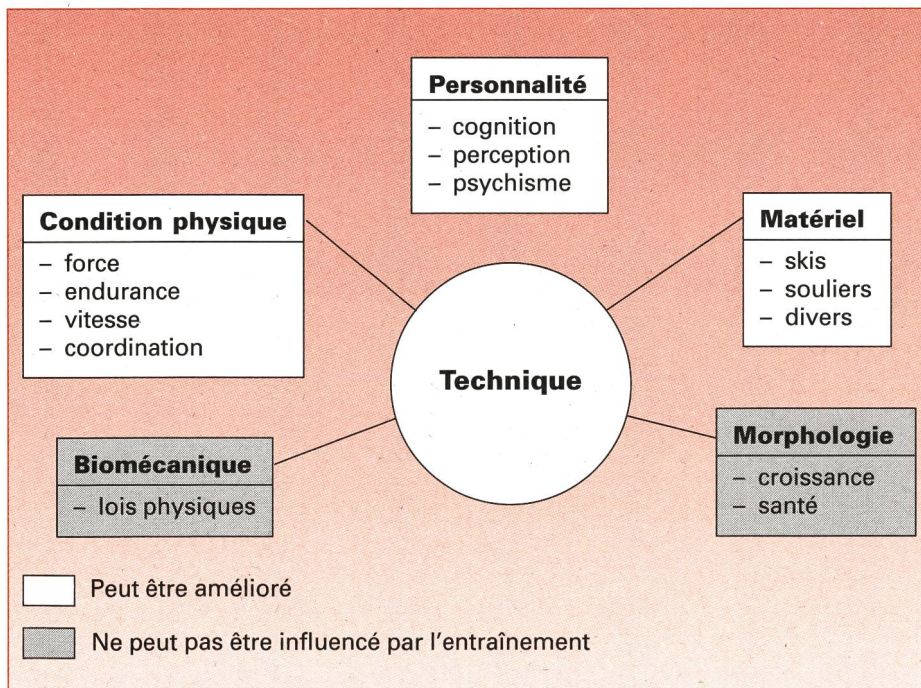 Personnalité
– cognition
– perception
– psychisme
Condition physique
– force
– endurance
– vitesse
– coordination
Matériel
– skis
– souliers
– divers
Technique
Biomécanique
– lois physiques
Morphologie
– croissance
– santé
Peut être amélioré
Ne peut pas être influencé par l'entraînement